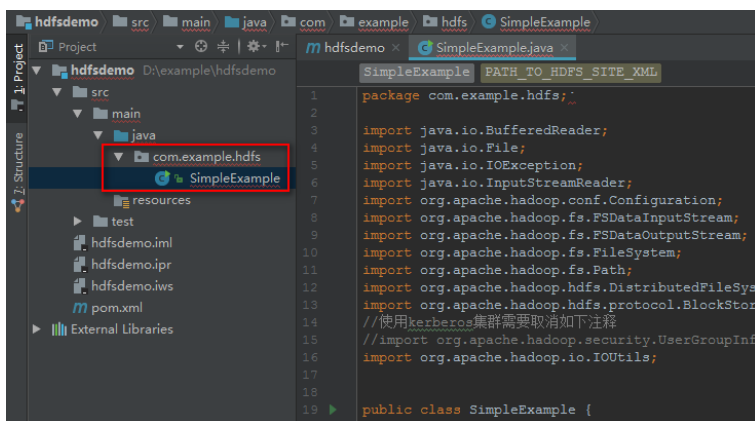 hdfsdemo src main java com example hdfs SimpleExample
1: Project
7: Structure
Project
hdfsdemo D:\example\hdfsdemo
src
main
java
com.example.hdfs
SimpleExample
resources
test
hdfsdemo.iml
hdfsdemo.ipr
hdfsdemo.iws
pom.xml
External Libraries
hdfsdemo × SimpleExample.java ×
SimpleExample PATH_TO_HDFS_SITE_XML
1 package com.example.hdfs;
2
3 import java.io.BufferedReader;
4 import java.io.File;
5 import java.io.IOException;
6 import java.io.InputStreamReader;
7 import org.apache.hadoop.conf.Configuration;
8 import org.apache.hadoop.fs.FSDataInputStream;
9 import org.apache.hadoop.fs.FSDataOutputStream;
10 import org.apache.hadoop.fs.FileSystem;
11 import org.apache.hadoop.fs.Path;
12 import org.apache.hadoop.hdfs.DistributedFileSys
13 import org.apache.hadoop.hdfs.protocol.BlockStor
14 //使用kerberos集群需要取消如下注释
15 //import org.apache.hadoop.security.UserGroupInf
16 import org.apache.hadoop.io.IOUtils;
17
18
19 public class SimpleExample {